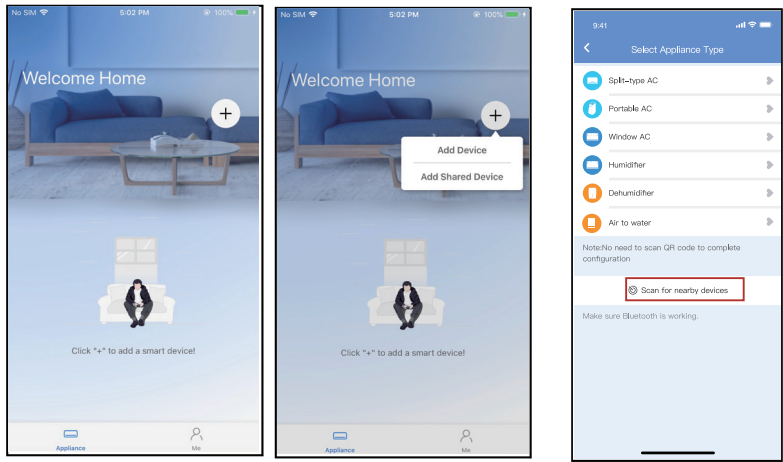 No SIM 5:02 PM 100%
Welcome Home
+
Click "+" to add a smart device!
Appliance Me
No SIM 5:02 PM 100%
Welcome Home
+
Add Device
Add Shared Device
Click "+" to add a smart device!
Appliance Me
9:41
Select Appliance Type
Split-type AC
Portable AC
Window AC
Humidifier
Dehumidifier
Air to water
Note:No need to scan QR code to complete
configuration
Scan for nearby devices
Make sure Bluetooth is working.